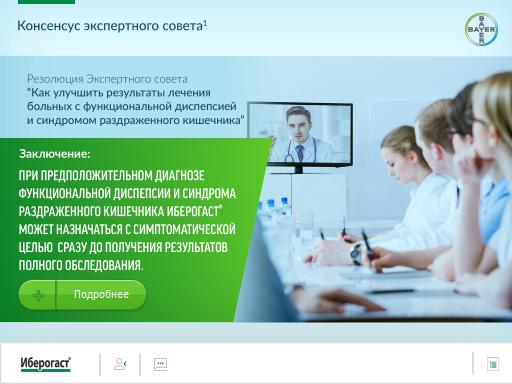 Консенсус экспертного совета¹
BAYER
BAYER
Резолюция Экспертного совета
"Как улучшить результаты лечения
больных с функциональной диспепсией
и синдромом раздраженного кишечника"
Заключение:
ПРИ ПРЕДПОЛОЖИТЕЛЬНОМ ДИАГНОЗЕ
ФУНКЦИОНАЛЬНОЙ ДИСПЕПСИИ И СИНДРОМА
РАЗДРАЖЕННОГО КИШЕЧНИКА ИБЕРОГАСТ®
МОЖЕТ НАЗНАЧАТЬСЯ С СИМПТОМАТИЧЕСКОЙ
ЦЕЛЬЮ СРАЗУ ДО ПОЛУЧЕНИЯ РЕЗУЛЬТАТОВ
ПОЛНОГО ОБСЛЕДОВАНИЯ.
Подробнее
Иберогаст®